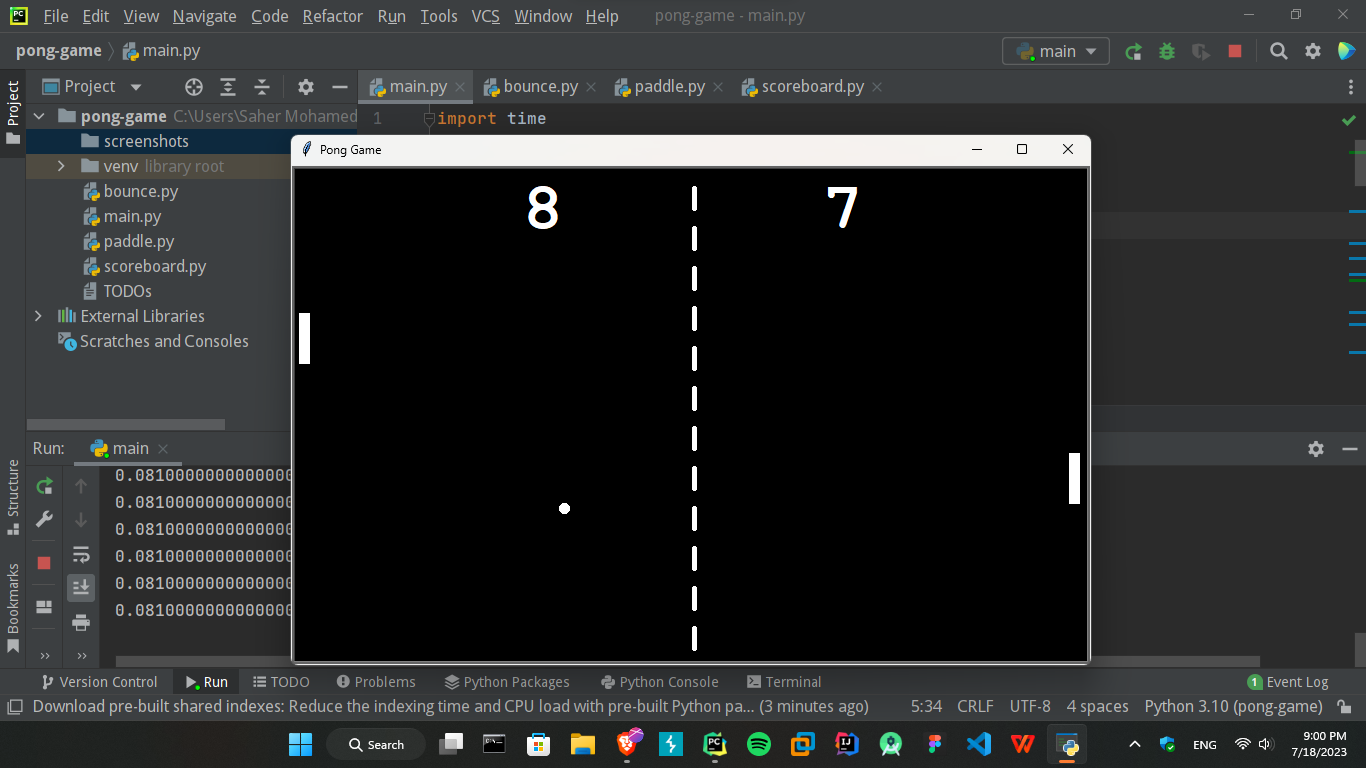 File Edit View Navigate Code Refactor Run Tools VCS Window Help pong-game - main.py
pong-game main.py main
Project main.py bounce.py paddle.py scoreboard.py
Project
pong-game C:\Users\Saher Mohamed
1 import time
screenshots
venv library root
bounce.py
main.py
paddle.py
scoreboard.py
TODOs
External Libraries
Scratches and Consoles
Pong Game
8 7
Run: main
0.0810000000000000
0.0810000000000000
0.0810000000000000
0.0810000000000000
0.0810000000000000
0.0810000000000000
Structure
Bookmarks
Version Control Run TODO Problems Python Packages Python Console Terminal 1 Event Log
Download pre-built shared indexes: Reduce the indexing time and CPU load with pre-built Python pa... (3 minutes ago) 5:34 CRLF UTF-8 4 spaces Python 3.10 (pong-game)
Search ENG 9:00 PM
7/18/2023